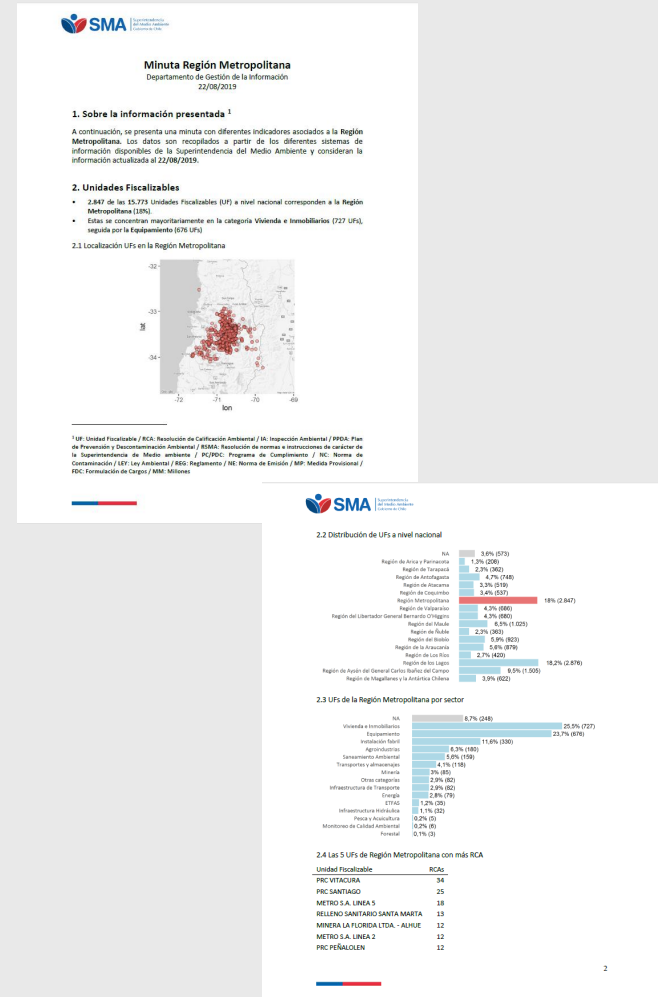 SMA Superintendencia
del Medio Ambiente
Gobierno de Chile
Minuta Región Metropolitana
Departamento de Gestión de la Información
22/08/2019
1. Sobre la información presentada 1
A continuación, se presenta una minuta con diferentes indicadores asociados a la Región
Metropolitana. Los datos son recopilados a partir de los diferentes sistemas de
información disponibles de la Superintendencia del Medio Ambiente y consideran la
información actualizada al 22/08/2019.
2. Unidades Fiscalizables
• 2.847 de las 15.773 Unidades Fiscalizables (UF) a nivel nacional corresponden a la Región
Metropolitana (18%).
• Estas se concentran mayoritariamente en la categoría Vivienda e Inmobiliarios (727 UFs),
seguida por la Equipamiento (676 UFs)
2.1 Localización UFs en la Región Metropolitana
-32
-33
-34
lat
-72 -71 -70 -69
lon
1 UF: Unidad Fiscalizable / RCA: Resolución de Calificación Ambiental / IA: Inspección Ambiental / PPDA: Plan
de Prevención y Descontaminación Ambiental / RSMA: Resolución de normas e instrucciones de carácter de
la Superintendencia de Medio ambiente / PC/PDC: Programa de Cumplimiento / NC: Norma de
Contaminación / LEY: Ley Ambiental / REG: Reglamento / NE: Norma de Emisión / MP: Medida Provisional /
FDC: Formulación de Cargos / MM: Millones
SMA Superintendencia
del Medio Ambiente
Gobierno de Chile
2.2 Distribución de UFs a nivel nacional
NA 3,6% (573)
Región de Arica y Parinacota 1,3% (208)
Región de Tarapacá 2,3% (362)
Región de Antofagasta 4,7% (748)
Región de Atacama 3,3% (519)
Región de Coquimbo 3,4% (537)
Región Metropolitana 18% (2.847)
Región de Valparaíso 4,3% (686)
Región del Libertador General Bernardo O'Higgins 4,3% (680)
Región del Maule 6,5% (1.025)
Región de Ñuble 2,3% (363)
Región del Biobío 5,9% (923)
Región de la Araucanía 5,6% (879)
Región de Los Ríos 2,7% (420)
Región de los Lagos 18,2% (2.876)
Región de Aysén del General Carlos Ibáñez del Campo 9,5% (1.505)
Región de Magallanes y la Antártica Chilena 3,9% (622)
2.3 UFs de la Región Metropolitana por sector
NA 8,7% (248)
Vivienda e Inmobiliarios 25,5% (727)
Equipamiento 23,7% (676)
Instalación fabril 11,6% (330)
Agroindustrias 6,3% (180)
Saneamiento Ambiental 5,6% (159)
Transportes y almacenajes 4,1% (118)
Minería 3% (85)
Otras categorías 2,9% (82)
Infraestructura de Transporte 2,9% (82)
Energía 2,8% (79)
ETFAS 1,2% (35)
Infraestructura Hidráulica 1,1% (32)
Pesca y Acuicultura 0,2% (5)
Monitoreo de Calidad Ambiental 0,2% (6)
Forestal 0,1% (3)
2.4 Las 5 UFs de Región Metropolitana con más RCA
Unidad Fiscalizable RCAs
PRC VITACURA 34
PRC SANTIAGO 25
METRO S.A. LINEA 5 18
RELLENO SANITARIO SANTA MARTA 13
MINERA LA FLORIDA LTDA. - ALHUE 12
METRO S.A. LINEA 2 12
PRC PEÑALOLEN 12
2